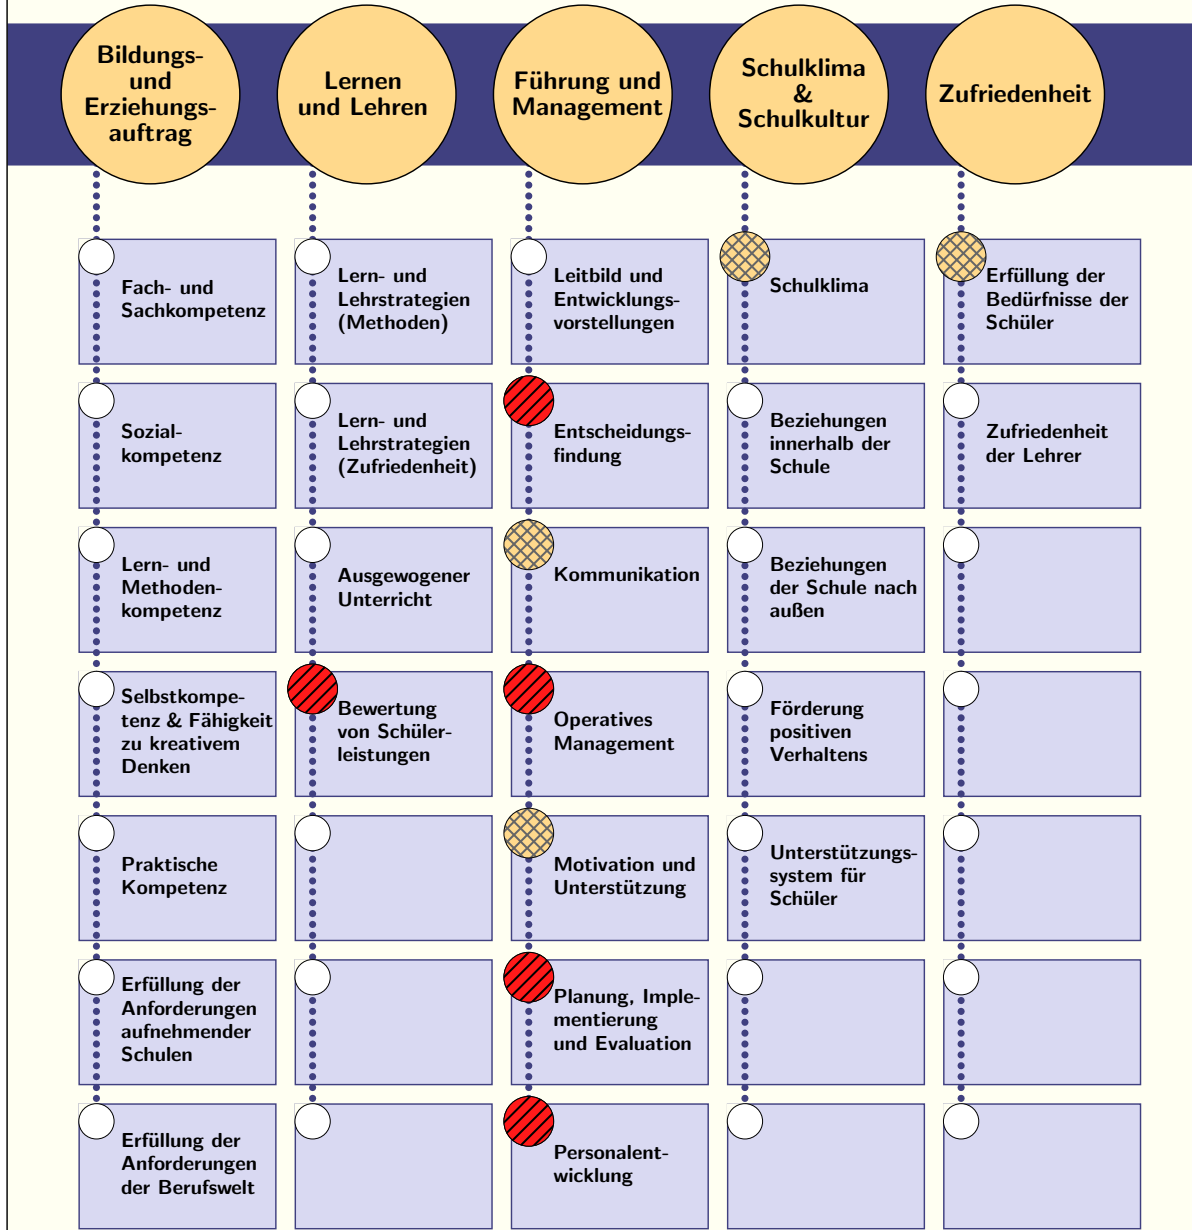 Bildungs-
und
Erziehungs-
auftrag
Lernen
und Lehren
Führung und
Management
Schulklima
&
Schulkultur
Zufriedenheit
Fach- und
Sachkompetenz
Lern- und
Lehrstrategien
(Methoden)
Leitbild und
Entwicklungs-
vorstellungen
Schulklima
Erfüllung der
Bedürfnisse der
Schüler
Sozial-
kompetenz
Lern- und
Lehrstrategien
(Zufriedenheit)
Entscheidungs-
findung
Beziehungen
innerhalb der
Schule
Zufriedenheit
der Lehrer
Lern- und
Methoden-
kompetenz
Ausgewogener
Unterricht
Kommunikation
Beziehungen
der Schule nach
außen
Selbstkompe-
tenz & Fähigkeit
zu kreativem
Denken
Bewertung
von Schüler-
leistungen
Operatives
Management
Förderung
positiven
Verhaltens
Praktische
Kompetenz
Motivation und
Unterstützung
Unterstützungs-
system für
Schüler
Erfüllung der
Anforderungen
aufnehmender
Schulen
Planung, Imple-
mentierung
und Evaluation
Erfüllung der
Anforderungen
der Berufswelt
Personalent-
wicklung